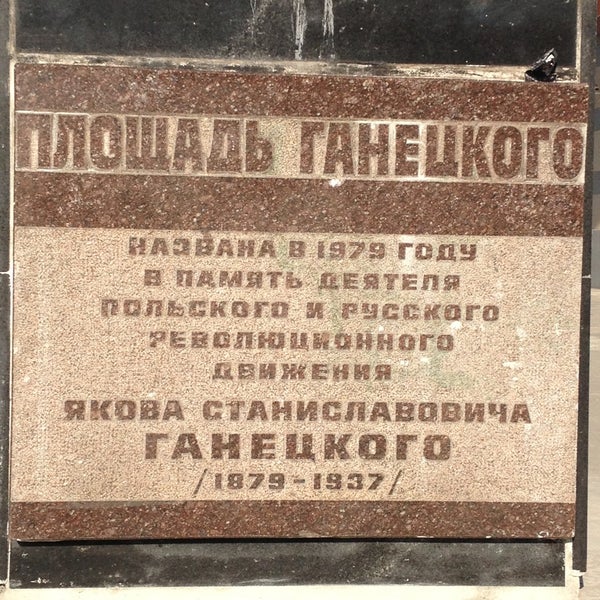 ПЛОЩАДЬ ГАНЕЦКОГО
НАЗВАНА В 1979 ГОДУ
В ПАМЯТЬ ДЕЯТЕЛЯ
ПОЛЬСКОГО И РУССКОГО
РЕВОЛЮЦИОННОГО
ДВИЖЕНИЯ
ЯКОВА СТАНИСЛАВОВИЧА
ГАНЕЦКОГО
/1879-1937/